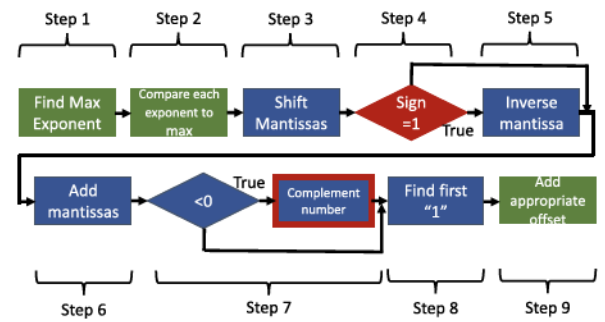 Step 1 Step 2 Step 3 Step 4 Step 5
Find Max
Exponent
Compare each
exponent to
max
Shift
Mantissas
Sign
=1
True
Inverse
mantissa
Add
mantissas
<0
True
Complement
number
Find first
“1”
Add
appropriate
offset
Step 6 Step 7 Step 8 Step 9